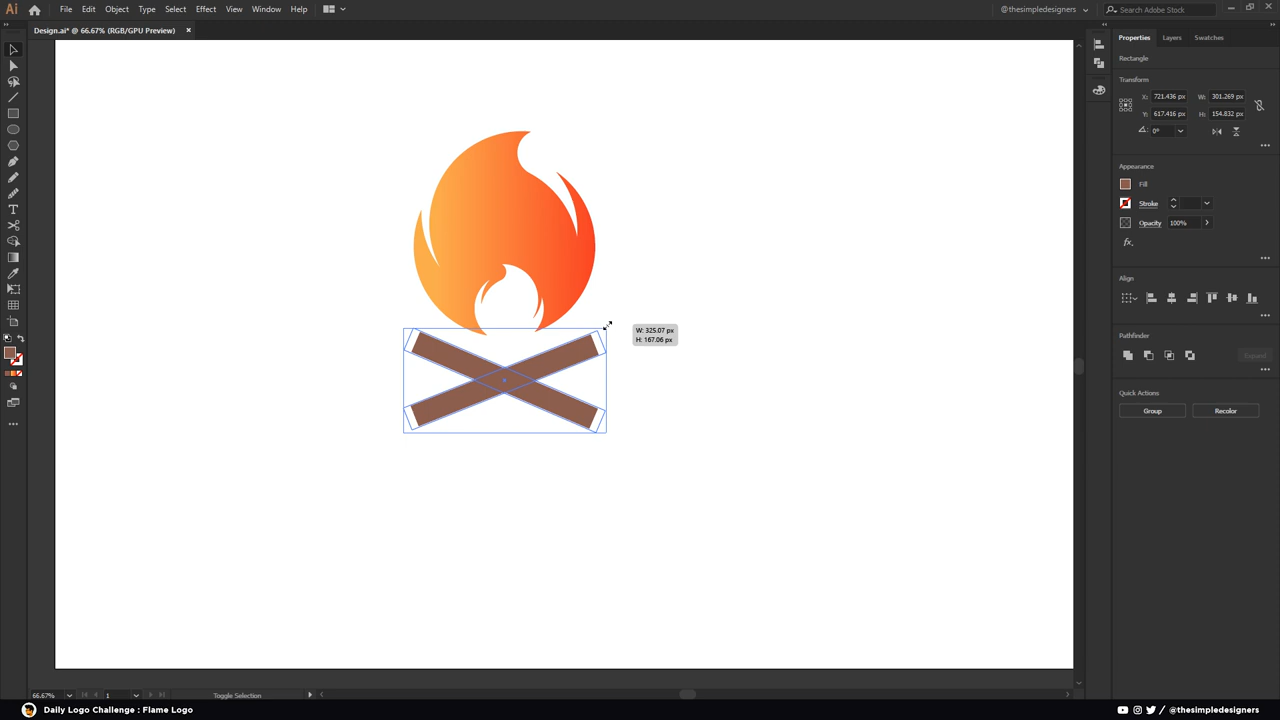 Ai File Edit Object Type Select Effect View Window Help @thesimpledesigners Search Adobe Stock
Design.ai* @ 66.67% (RGB/GPU Preview) ×
Properties Layers Swatches
Rectangle
Transform
X: 721.436 px W: 301.269 px
Y: 617.416 px H: 154.832 px
0°
Appearance
Fill
Stroke
Opacity 100%
fx.
Align
W: 325.07 px
H: 167.06 px
Pathfinder
Expand
Quick Actions
Group Recolor
66.67% 1 Toggle Selection
Daily Logo Challenge : Flame Logo / @thesimpledesigners